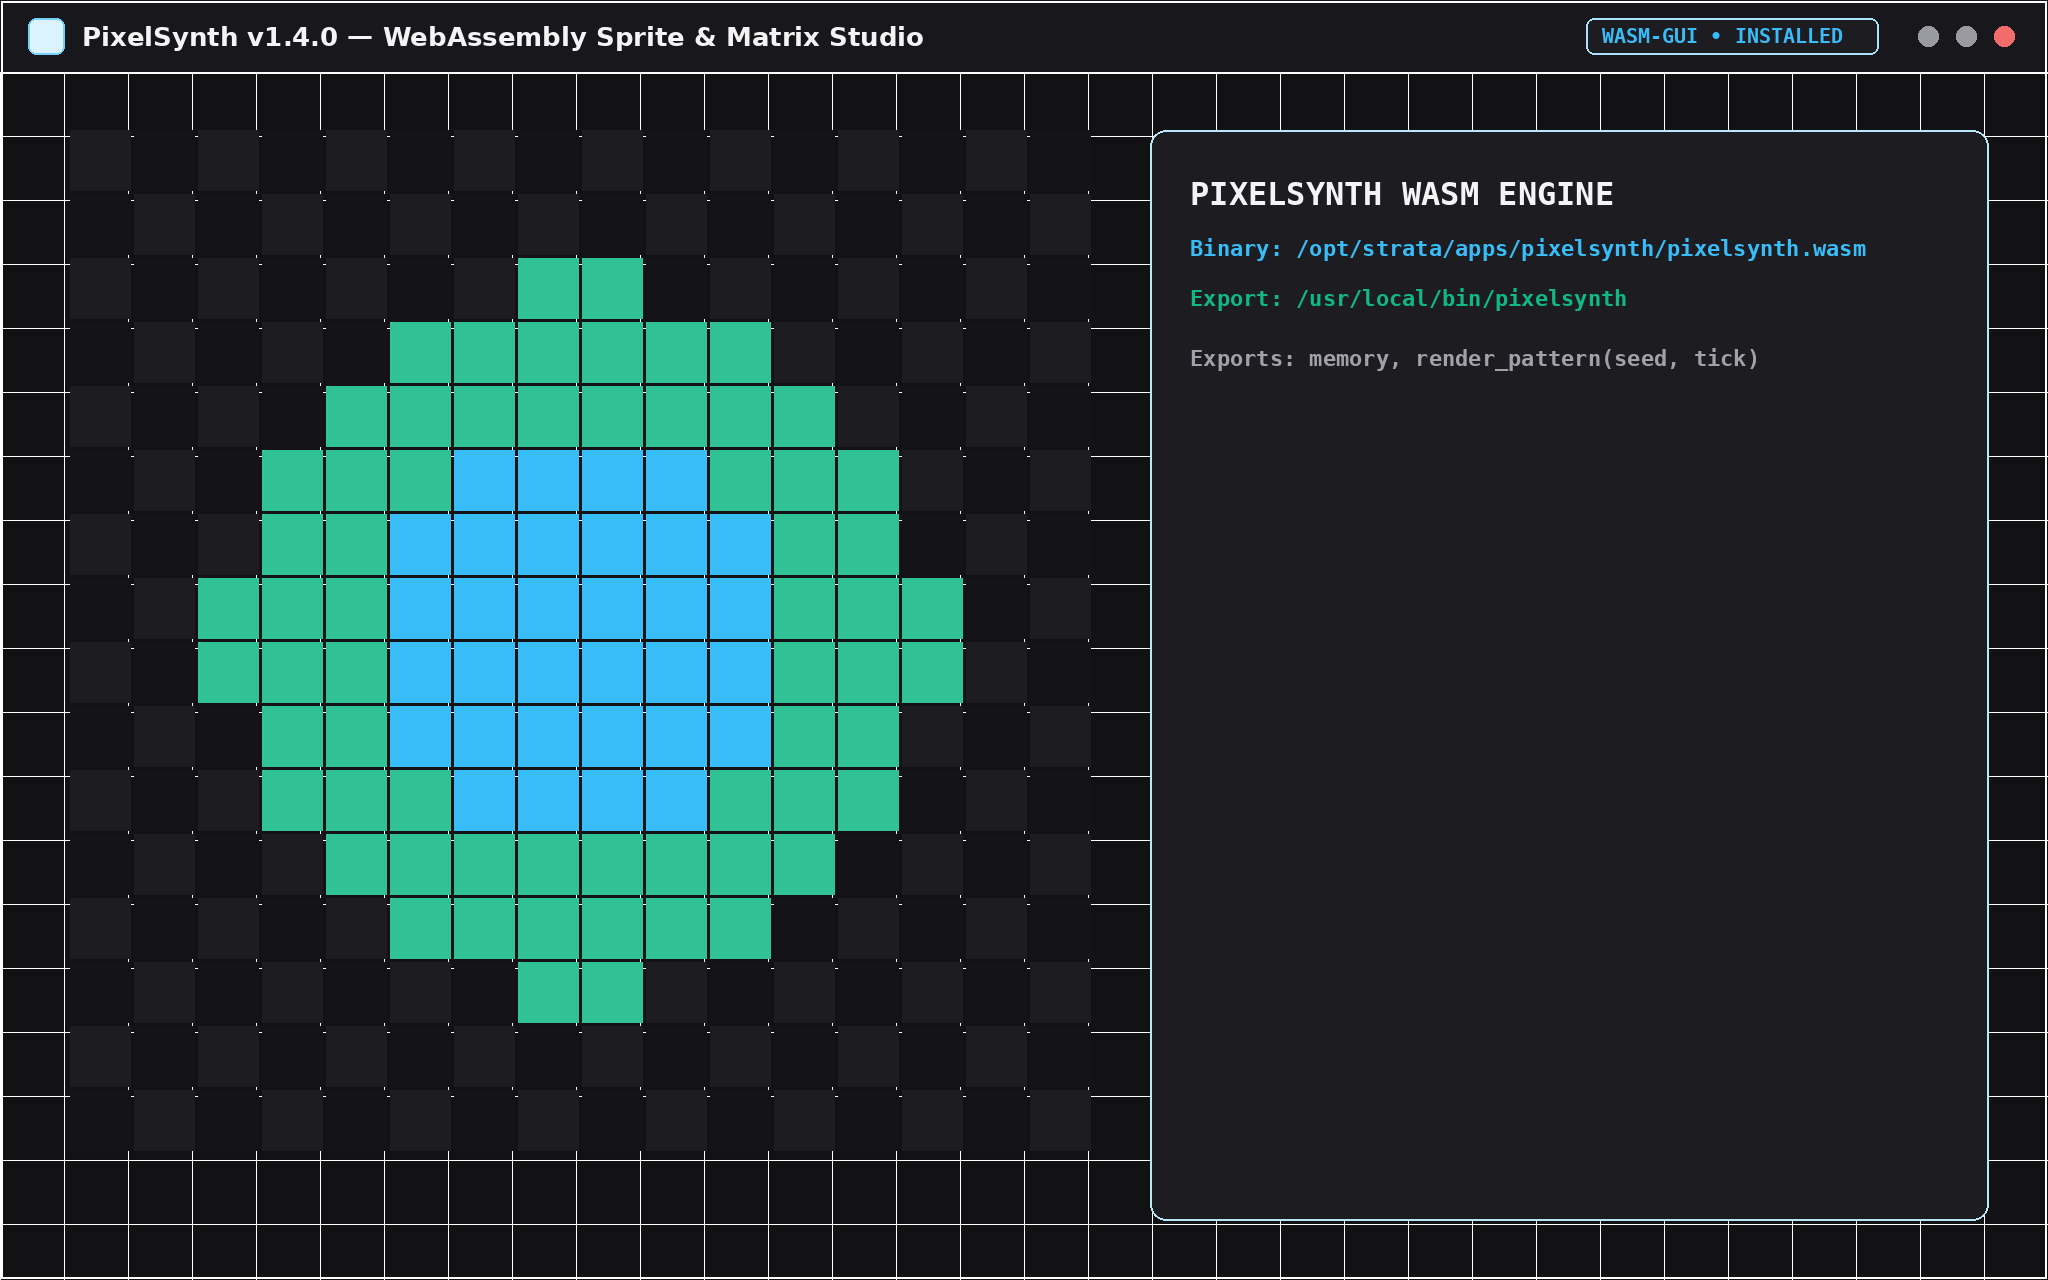 PixelSynth v1.4.0 — WebAssembly Sprite & Matrix Studio
WASM-GUI • INSTALLED
PIXELSYNTH WASM ENGINE
Binary: /opt/strata/apps/pixelsynth/pixelsynth.wasm
Export: /usr/local/bin/pixelsynth
Exports: memory, render_pattern(seed, tick)